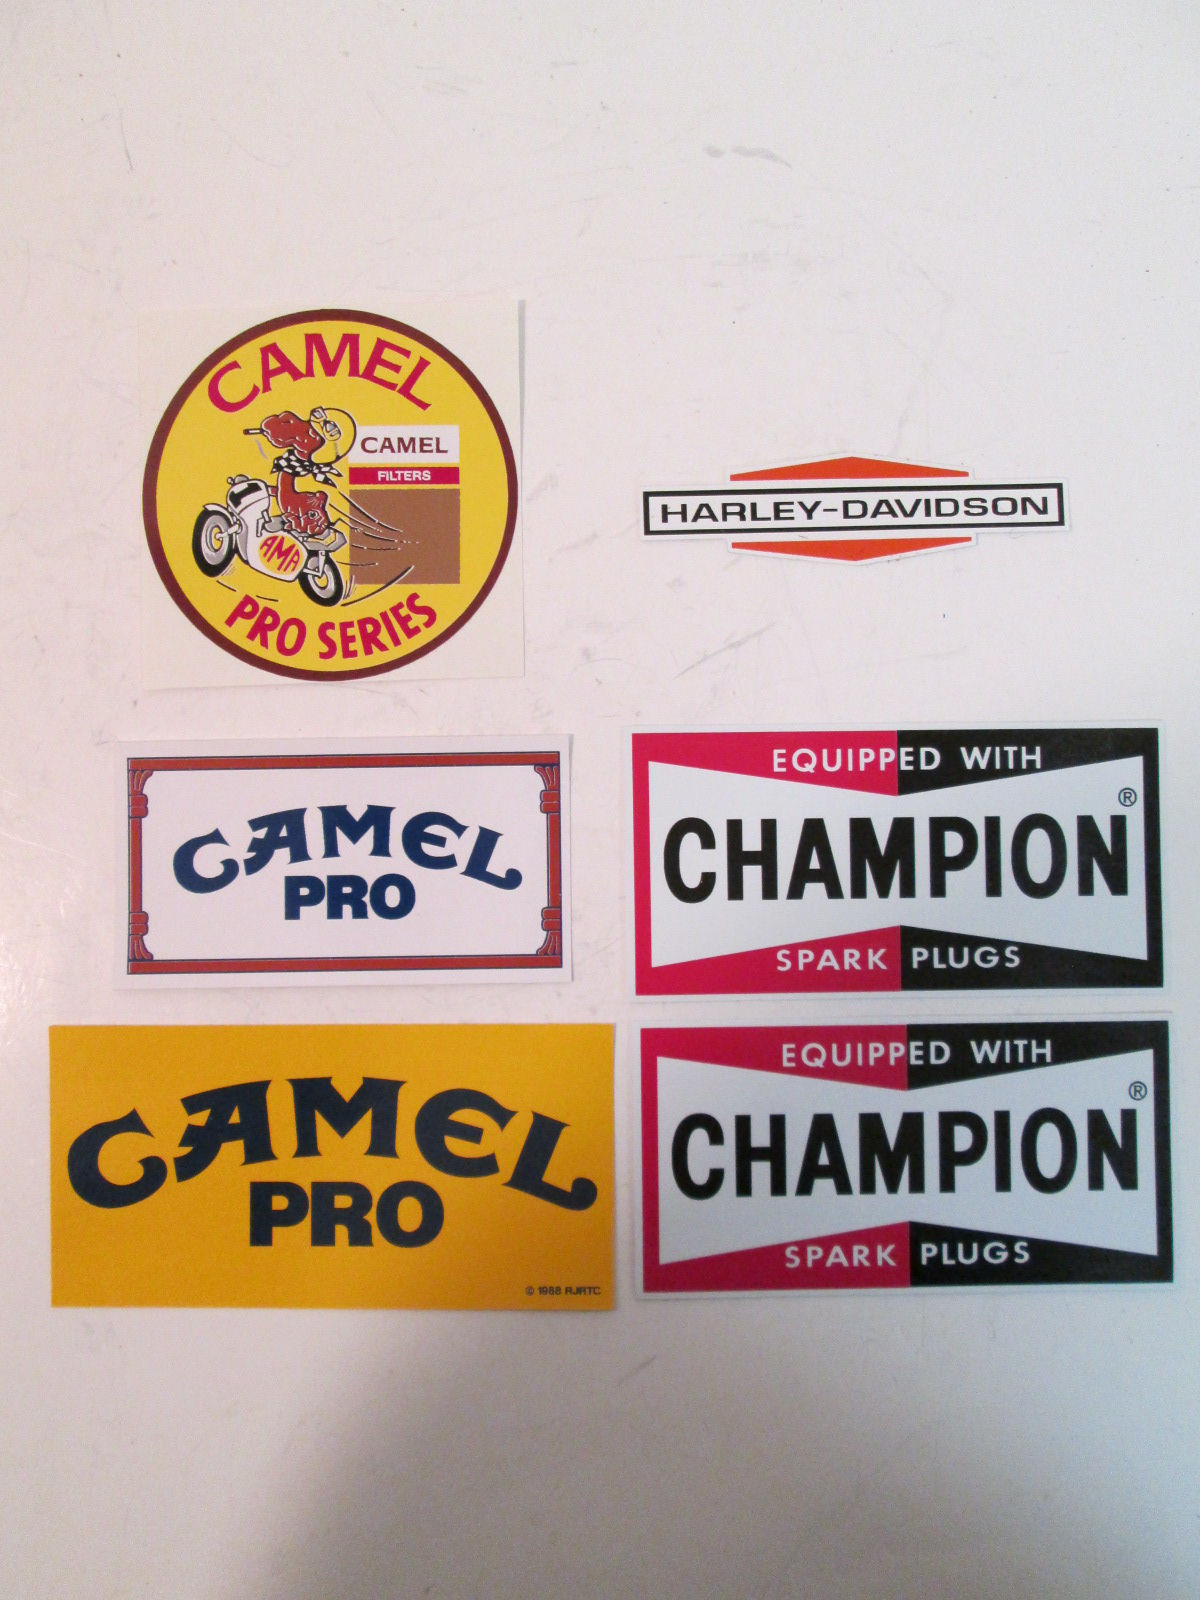 CAMEL
CAMEL
FILTERS
AMA
PRO SERIES
HARLEY-DAVIDSON
CAMEL
PRO
EQUIPPED WITH
CHAMPION®
SPARK PLUGS
CAMEL
PRO
© 1988 RJRTC
EQUIPPED WITH
CHAMPION®
SPARK PLUGS